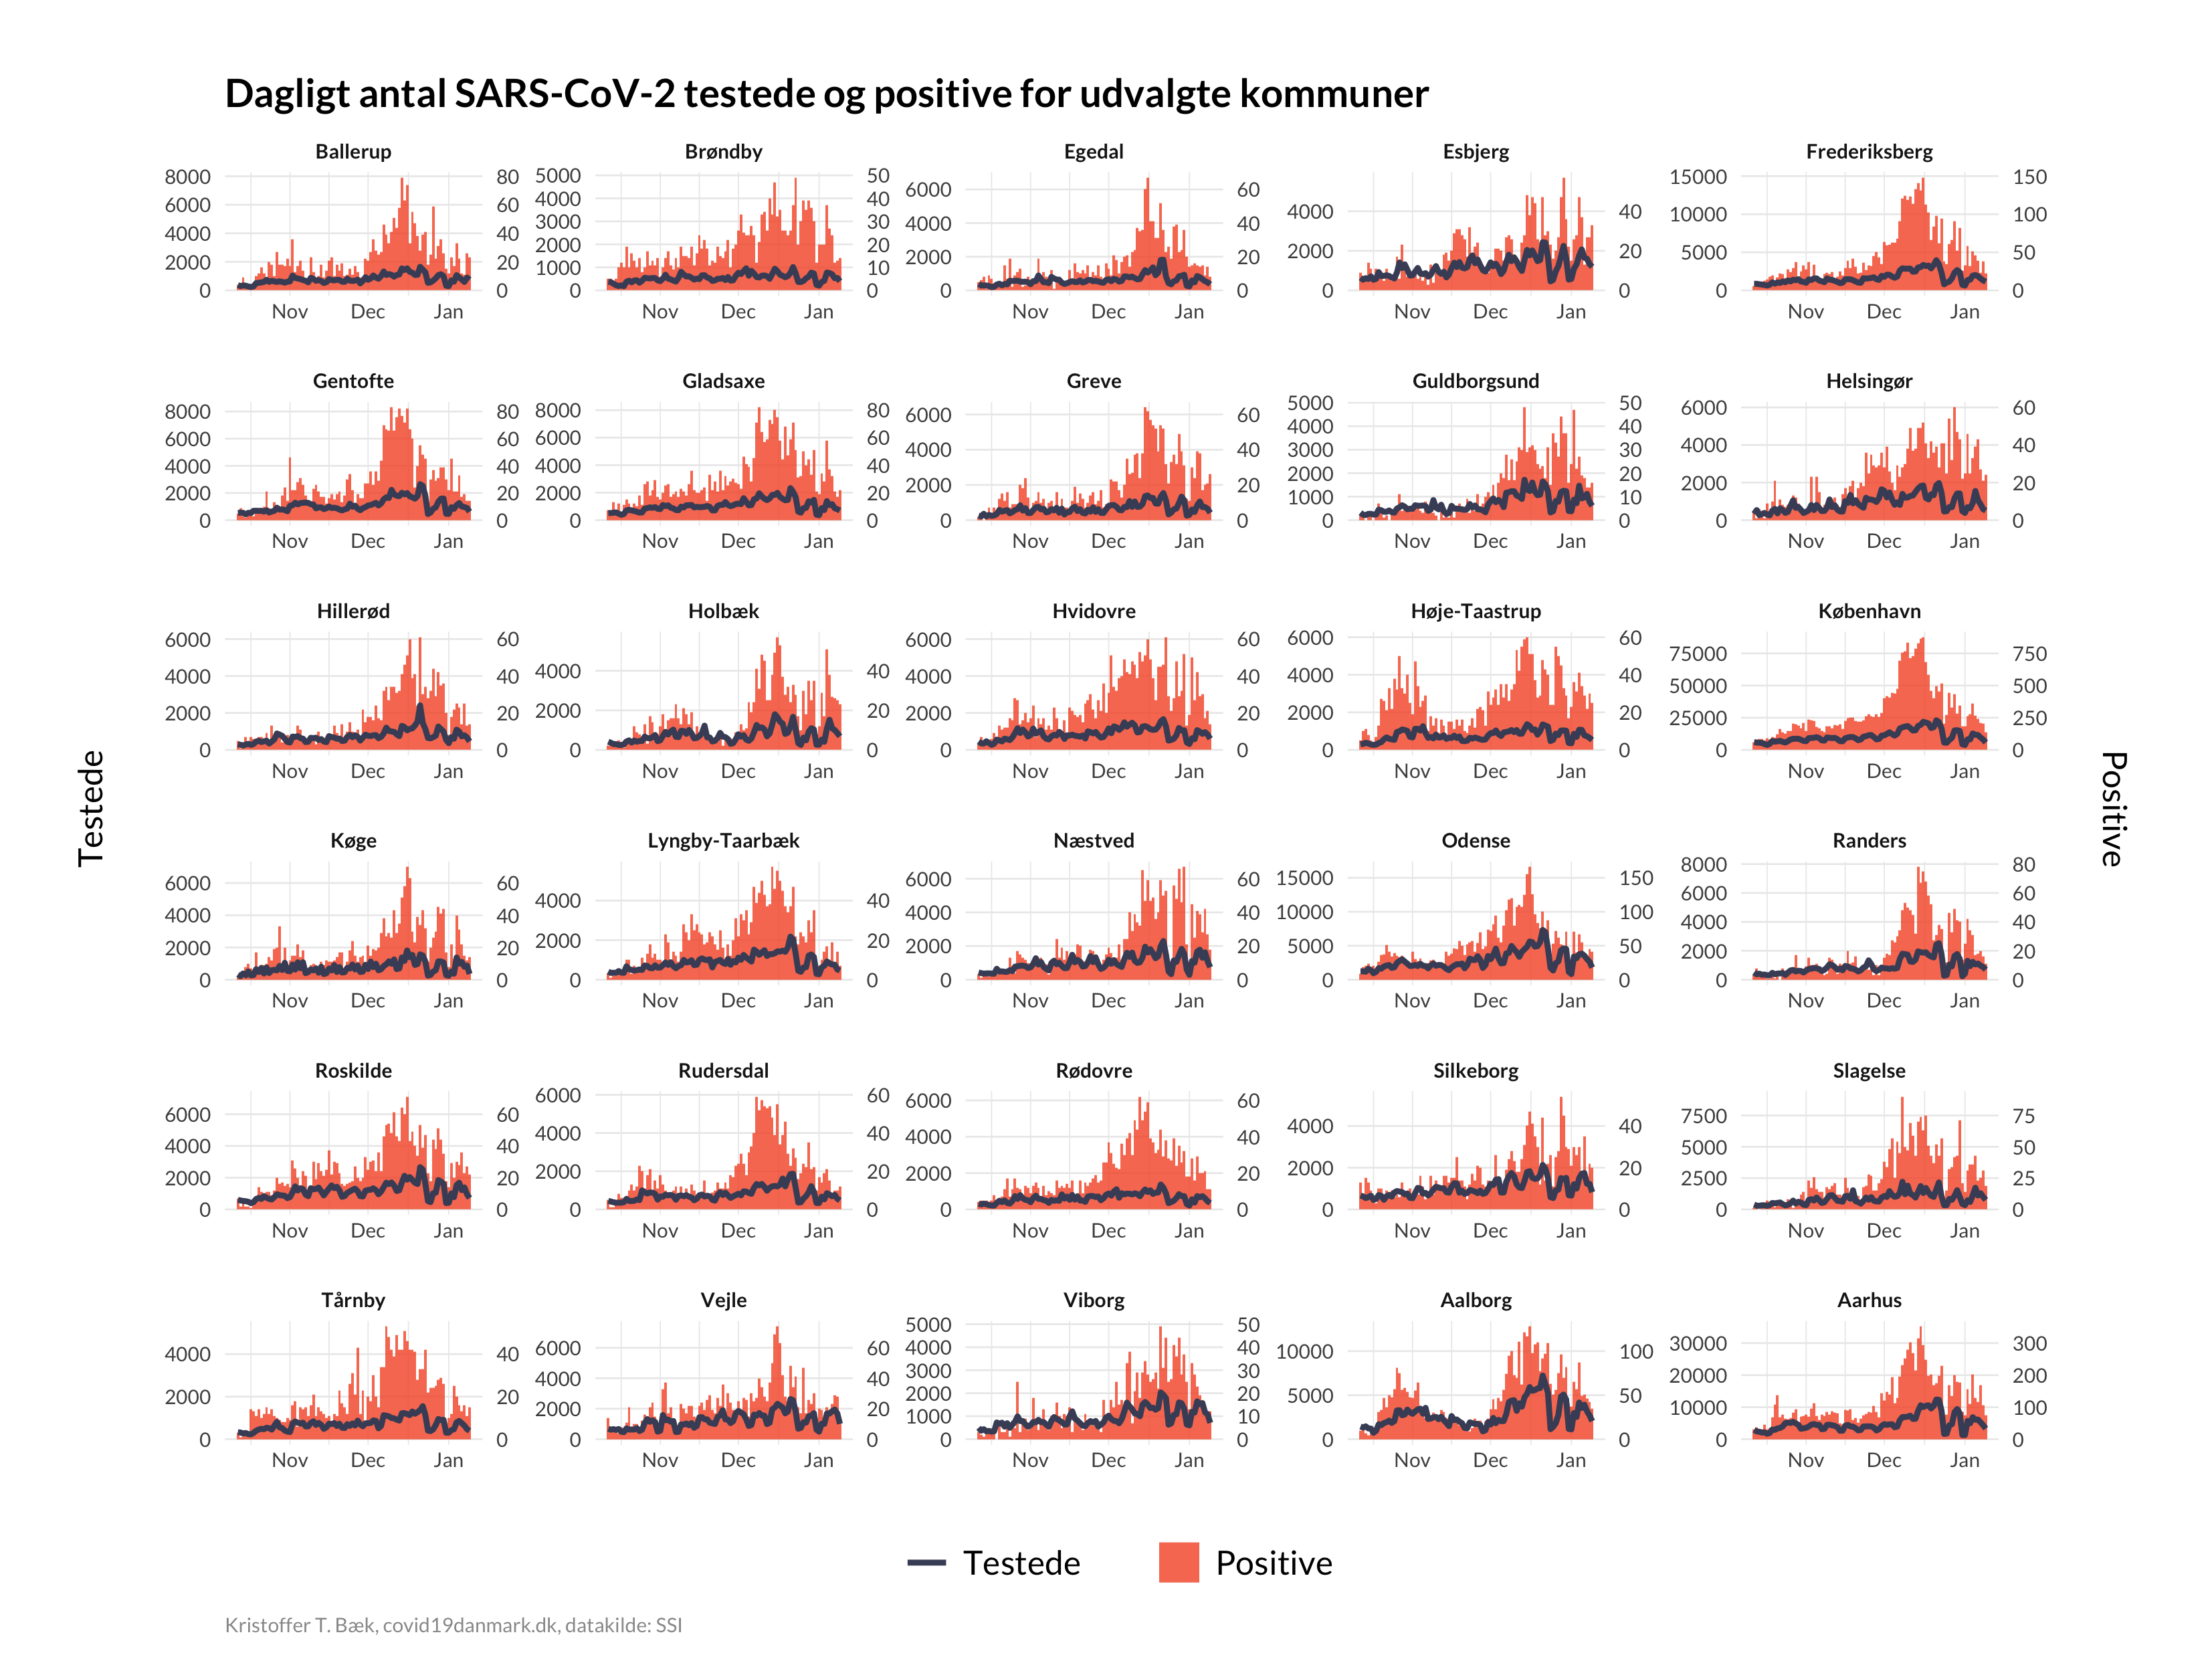 Dagligt antal SARS-CoV-2 testede og positive for udvalgte kommuner
Testede
Positive
Ballerup
8000 6000 4000 2000 0
80 60 40 20 0
Nov Dec Jan
Brøndby
5000 4000 3000 2000 1000 0
50 40 30 20 10 0
Nov Dec Jan
Egedal
6000 4000 2000 0
60 40 20 0
Nov Dec Jan
Esbjerg
4000 2000 0
40 20 0
Nov Dec Jan
Frederiksberg
15000 10000 5000 0
150 100 50 0
Nov Dec Jan
Gentofte
8000 6000 4000 2000 0
80 60 40 20 0
Nov Dec Jan
Gladsaxe
8000 6000 4000 2000 0
80 60 40 20 0
Nov Dec Jan
Greve
6000 4000 2000 0
60 40 20 0
Nov Dec Jan
Guldborgsund
5000 4000 3000 2000 1000 0
50 40 30 20 10 0
Nov Dec Jan
Helsingør
6000 4000 2000 0
60 40 20 0
Nov Dec Jan
Hillerød
6000 4000 2000 0
60 40 20 0
Nov Dec Jan
Holbæk
4000 2000 0
40 20 0
Nov Dec Jan
Hvidovre
6000 4000 2000 0
60 40 20 0
Nov Dec Jan
Høje-Taastrup
6000 4000 2000 0
60 40 20 0
Nov Dec Jan
København
75000 50000 25000 0
750 500 250 0
Nov Dec Jan
Køge
6000 4000 2000 0
60 40 20 0
Nov Dec Jan
Lyngby-Taarbæk
4000 2000 0
40 20 0
Nov Dec Jan
Næstved
6000 4000 2000 0
60 40 20 0
Nov Dec Jan
Odense
15000 10000 5000 0
150 100 50 0
Nov Dec Jan
Randers
8000 6000 4000 2000 0
80 60 40 20 0
Nov Dec Jan
Roskilde
6000 4000 2000 0
60 40 20 0
Nov Dec Jan
Rudersdal
6000 4000 2000 0
60 40 20 0
Nov Dec Jan
Rødovre
6000 4000 2000 0
60 40 20 0
Nov Dec Jan
Silkeborg
4000 2000 0
40 20 0
Nov Dec Jan
Slagelse
7500 5000 2500 0
75 50 25 0
Nov Dec Jan
Tårnby
4000 2000 0
40 20 0
Nov Dec Jan
Vejle
6000 4000 2000 0
60 40 20 0
Nov Dec Jan
Viborg
5000 4000 3000 2000 1000 0
50 40 30 20 10 0
Nov Dec Jan
Aalborg
10000 5000 0
100 50 0
Nov Dec Jan
Aarhus
30000 20000 10000 0
300 200 100 0
Nov Dec Jan
Testede Positive
Kristoffer T. Bæk, covid19danmark.dk, datakilde: SSI